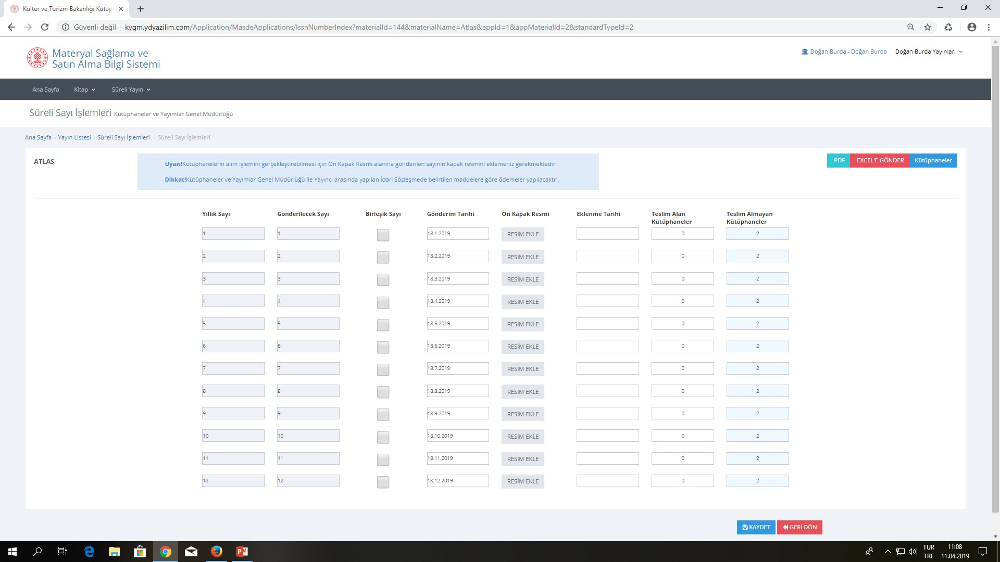 Kültür ve Turizm Bakanlığı Kütüp
Güvenli değil | kygm.ydyazilim.com/Application/MasdeApplications/IssnNumberIndex?materialId=144&materialName=Atlas&appId=1&appMaterialId=2&standardTypeId=2
Materyal Sağlama ve
Satın Alma Bilgi Sistemi
Doğan Burda - Doğan Burda Doğan Burda Yayınları
Ana Sayfa Kitap Süreli Yayın
Süreli Sayı İşlemleri Kütüphaneler ve Yayımlar Genel Müdürlüğü
Ana Sayfa › Yayın Listesi › Süreli Sayı İşlemleri › Süreli Sayı İşlemleri
ATLAS
Uyarı!Kütüphanelerin alım işlemini gerçekleştirebilmesi için Ön Kapak Resmi alanına gönderilen sayının kapak resmini eklemeniz gerekmektedir.
Dikkat!Kütüphaneler ve Yayımlar Genel Müdürlüğü ile Yayıncı arasında yapılan İdari Sözleşmede belirtilen maddelere göre ödemeler yapılacaktır.
PDF EXCEL'E GÖNDER Kütüphaneler
Yıllık Sayı Gönderilecek Sayı Birleşik Sayı Gönderim Tarihi Ön Kapak Resmi Eklenme Tarihi Teslim Alan Teslim Almayan
Kütüphaneler Kütüphaneler
1 1 18.1.2019 RESİM EKLE 0 2
2 2 18.2.2019 RESİM EKLE 0 2
3 3 18.3.2019 RESİM EKLE 0 2
4 4 18.4.2019 RESİM EKLE 0 2
5 5 18.5.2019 RESİM EKLE 0 2
6 6 18.6.2019 RESİM EKLE 0 2
7 7 18.7.2019 RESİM EKLE 0 2
8 8 18.8.2019 RESİM EKLE 0 2
9 9 18.9.2019 RESİM EKLE 0 2
10 10 18.10.2019 RESİM EKLE 0 2
11 11 18.11.2019 RESİM EKLE 0 2
12 12 18.12.2019 RESİM EKLE 0 2
KAYDET GERİ DÖN
TUR 11:08
TRF 11.04.2019